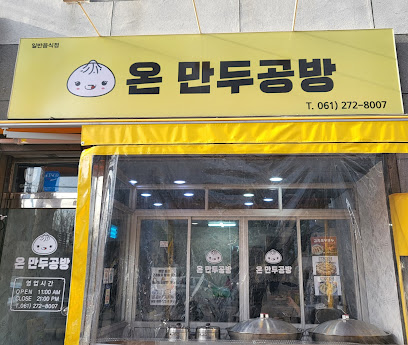 일반음식점
온 만두공방
T. 061) 272-8007
온 만두공방
영업시간
OPEN 11:00 AM
CLOSE 21:00 PM
T.061) 272-8007
만두공방
온 만두공방